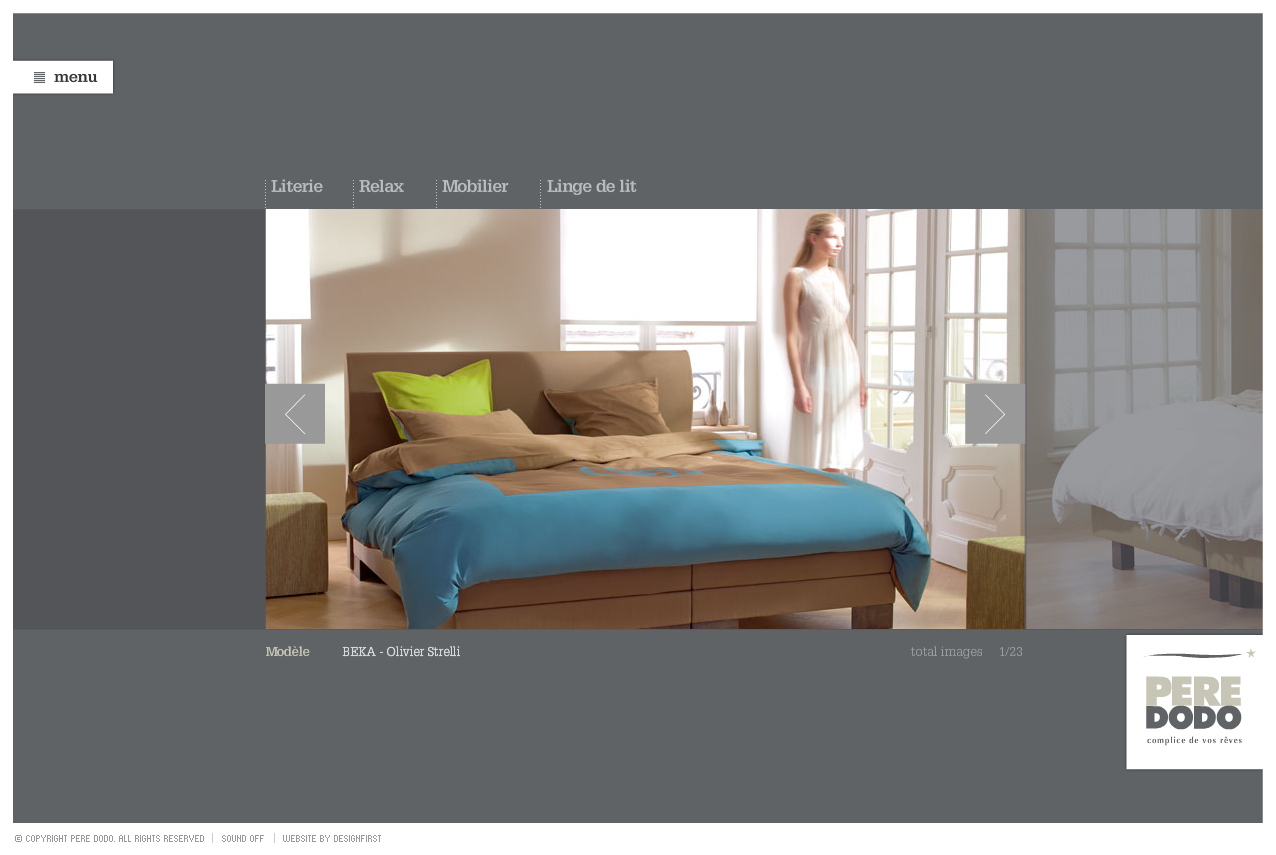 menu
Literie
Relax
Mobilier
Linge de lit
Modèle BEKA - Olivier Strelli
total images 1/23
PERE
DODO
complice de vos rêves
© COPYRIGHT PERE DODO. ALL RIGHTS RESERVED | SOUND OFF | WEBSITE BY DESIGNFIRST